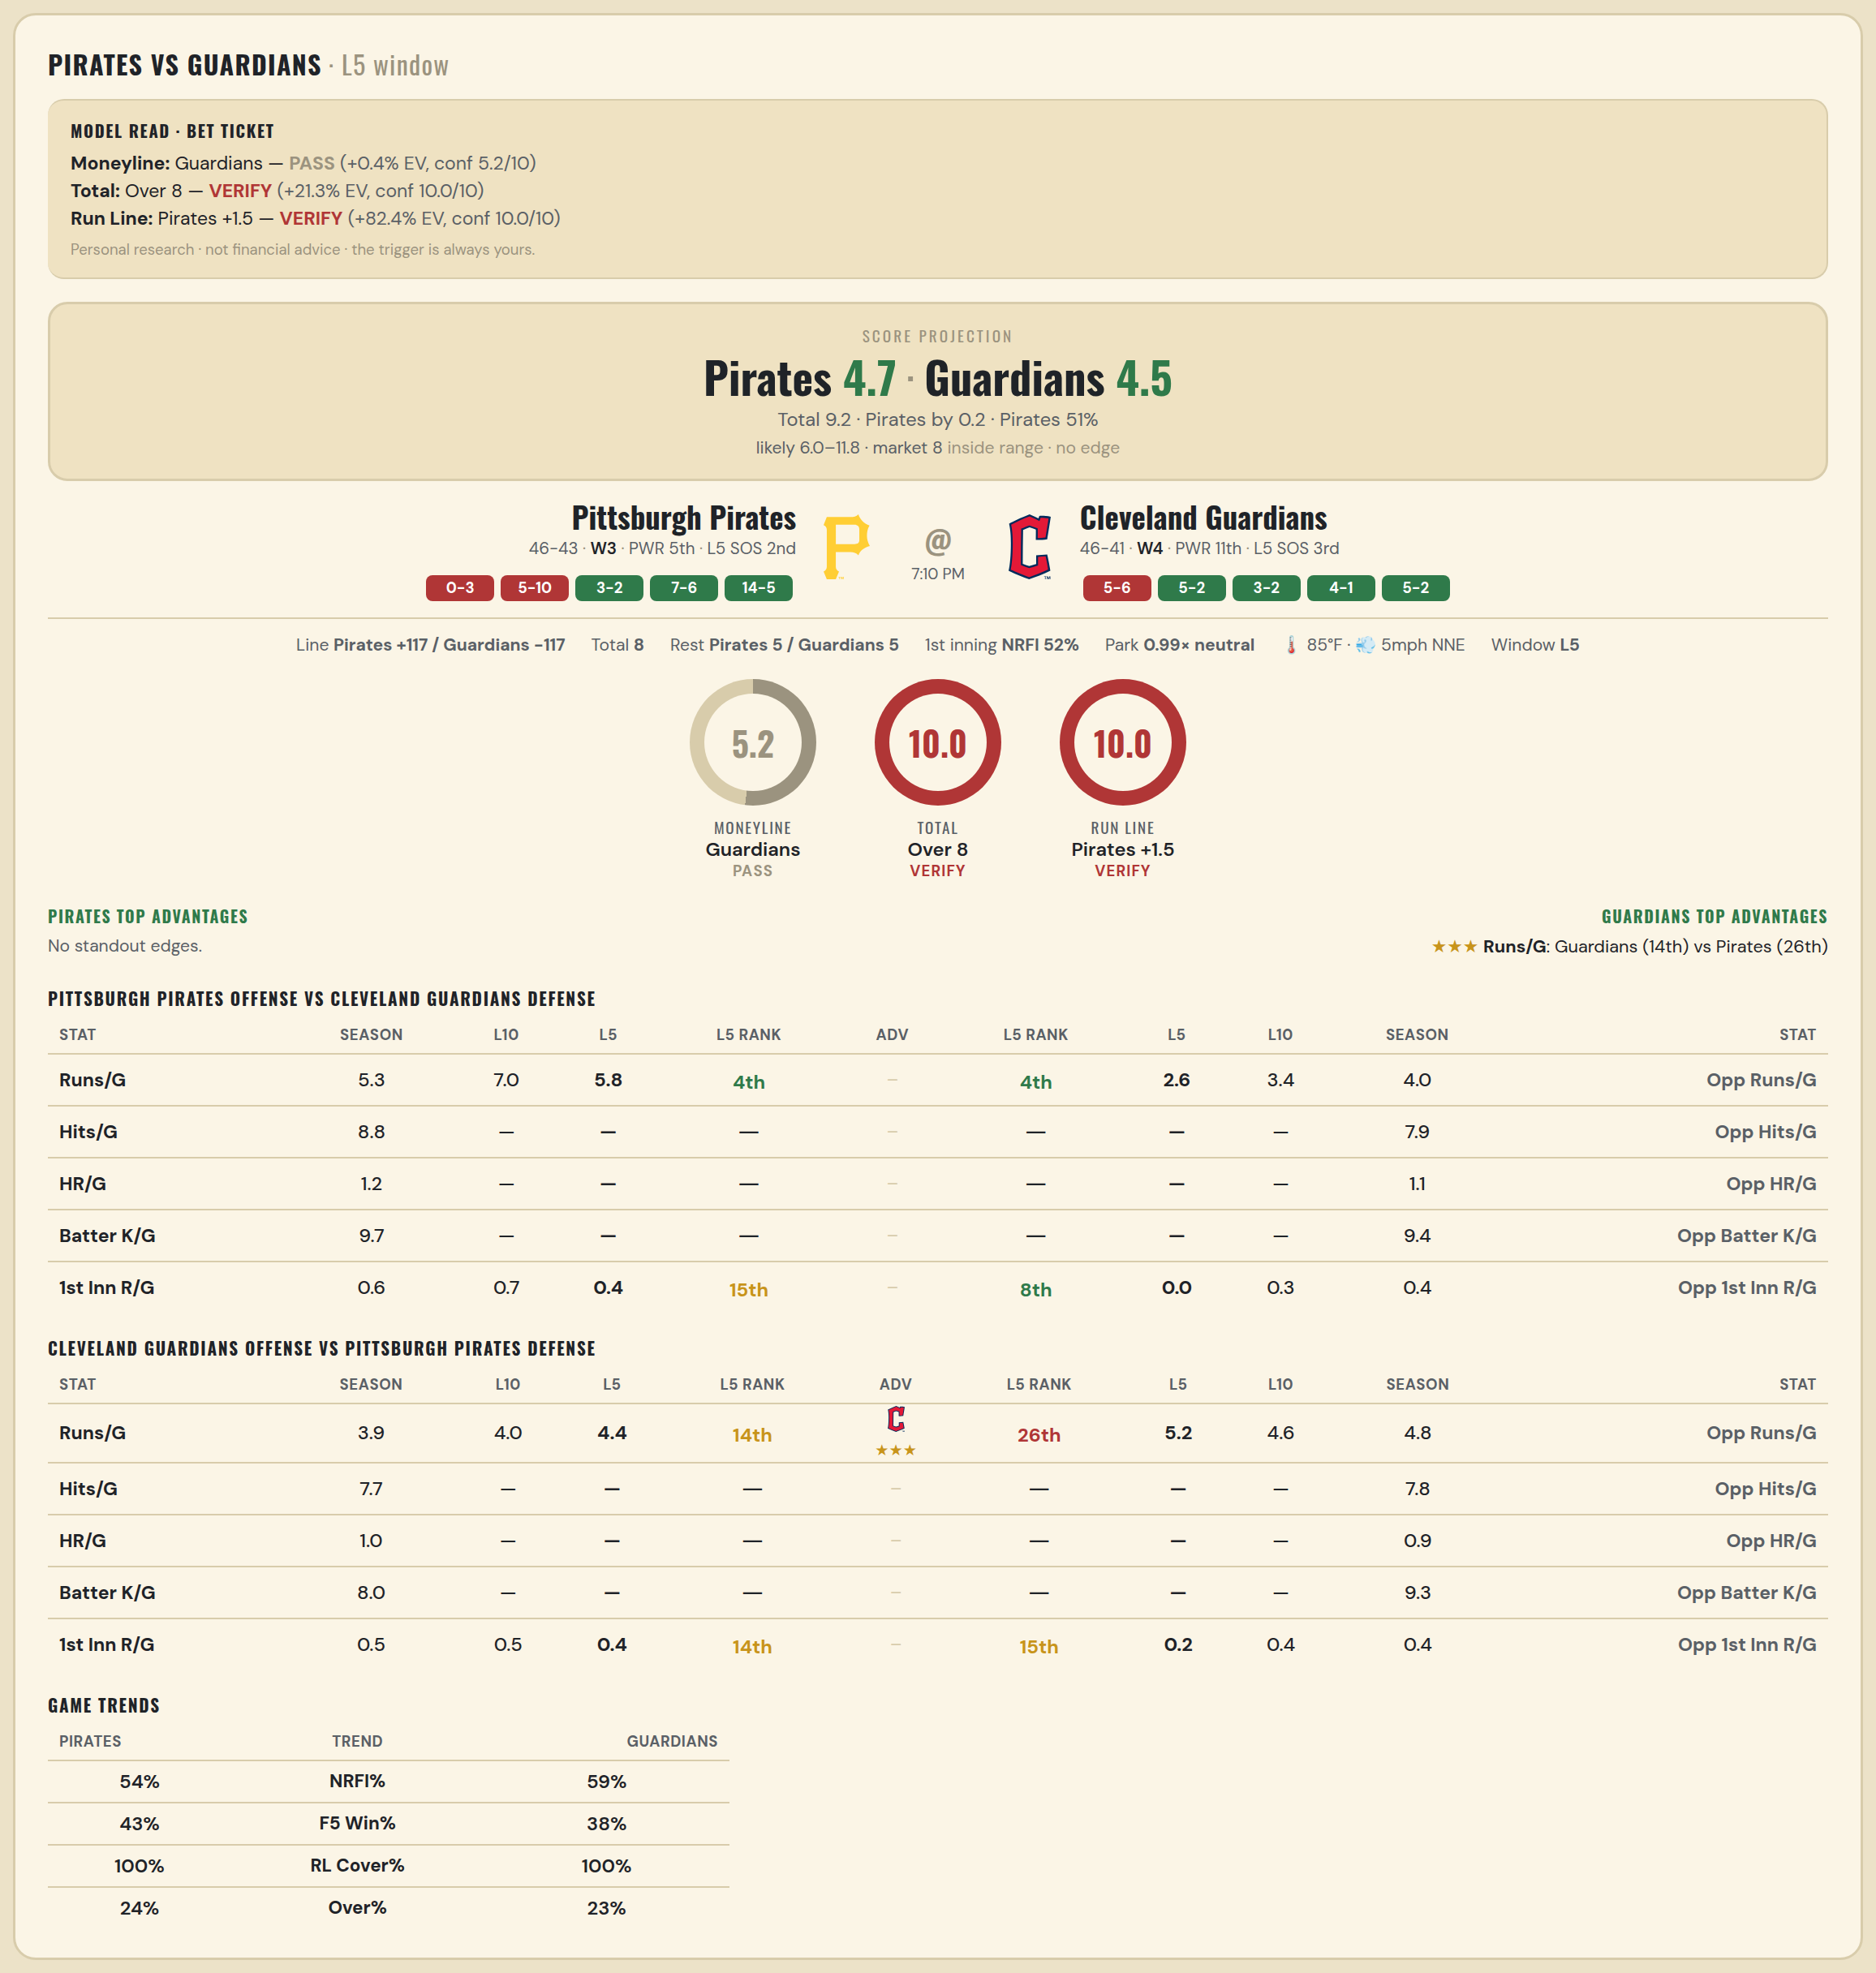 PIRATES VS GUARDIANS · L5 window
MODEL READ · BET TICKET
Moneyline: Guardians — PASS (+0.4% EV, conf 5.2/10)
Total: Over 8 — VERIFY (+21.3% EV, conf 10.0/10)
Run Line: Pirates +1.5 — VERIFY (+82.4% EV, conf 10.0/10)
Personal research · not financial advice · the trigger is always yours.
SCORE PROJECTION
Pirates 4.7 · Guardians 4.5
Total 9.2 · Pirates by 0.2 · Pirates 51%
likely 6.0–11.8 · market 8 inside range · no edge
Pittsburgh Pirates @ Cleveland Guardians
46-43 · W3 · PWR 5th · L5 SOS 2nd 7:10 PM 46-41 · W4 · PWR 11th · L5 SOS 3rd
0-3 5-10 3-2 7-6 14-5 5-6 5-2 3-2 4-1 5-2
Line Pirates +117 / Guardians -117 Total 8 Rest Pirates 5 / Guardians 5 1st inning NRFI 52% Park 0.99× neutral 🌡️ 85°F · 💨 5mph NNE Window L5
5.2 10.0 10.0
MONEYLINE TOTAL RUN LINE
Guardians Over 8 Pirates +1.5
PASS VERIFY VERIFY
PIRATES TOP ADVANTAGES GUARDIANS TOP ADVANTAGES
No standout edges. ★★★ Runs/G: Guardians (14th) vs Pirates (26th)
PITTSBURGH PIRATES OFFENSE VS CLEVELAND GUARDIANS DEFENSE
STAT SEASON L10 L5 L5 RANK ADV L5 RANK L5 L10 SEASON STAT
Runs/G 5.3 7.0 5.8 4th – 4th 2.6 3.4 4.0 Opp Runs/G
Hits/G 8.8 — — — – — — — 7.9 Opp Hits/G
HR/G 1.2 — — — – — — — 1.1 Opp HR/G
Batter K/G 9.7 — — — – — — — 9.4 Opp Batter K/G
1st Inn R/G 0.6 0.7 0.4 15th – 8th 0.0 0.3 0.4 Opp 1st Inn R/G
CLEVELAND GUARDIANS OFFENSE VS PITTSBURGH PIRATES DEFENSE
STAT SEASON L10 L5 L5 RANK ADV L5 RANK L5 L10 SEASON STAT
Runs/G 3.9 4.0 4.4 14th ★★★ 26th 5.2 4.6 4.8 Opp Runs/G
Hits/G 7.7 — — — – — — — 7.8 Opp Hits/G
HR/G 1.0 — — — – — — — 0.9 Opp HR/G
Batter K/G 8.0 — — — – — — — 9.3 Opp Batter K/G
1st Inn R/G 0.5 0.5 0.4 14th – 15th 0.2 0.4 0.4 Opp 1st Inn R/G
GAME TRENDS
PIRATES TREND GUARDIANS
54% NRFI% 59%
43% F5 Win% 38%
100% RL Cover% 100%
24% Over% 23%